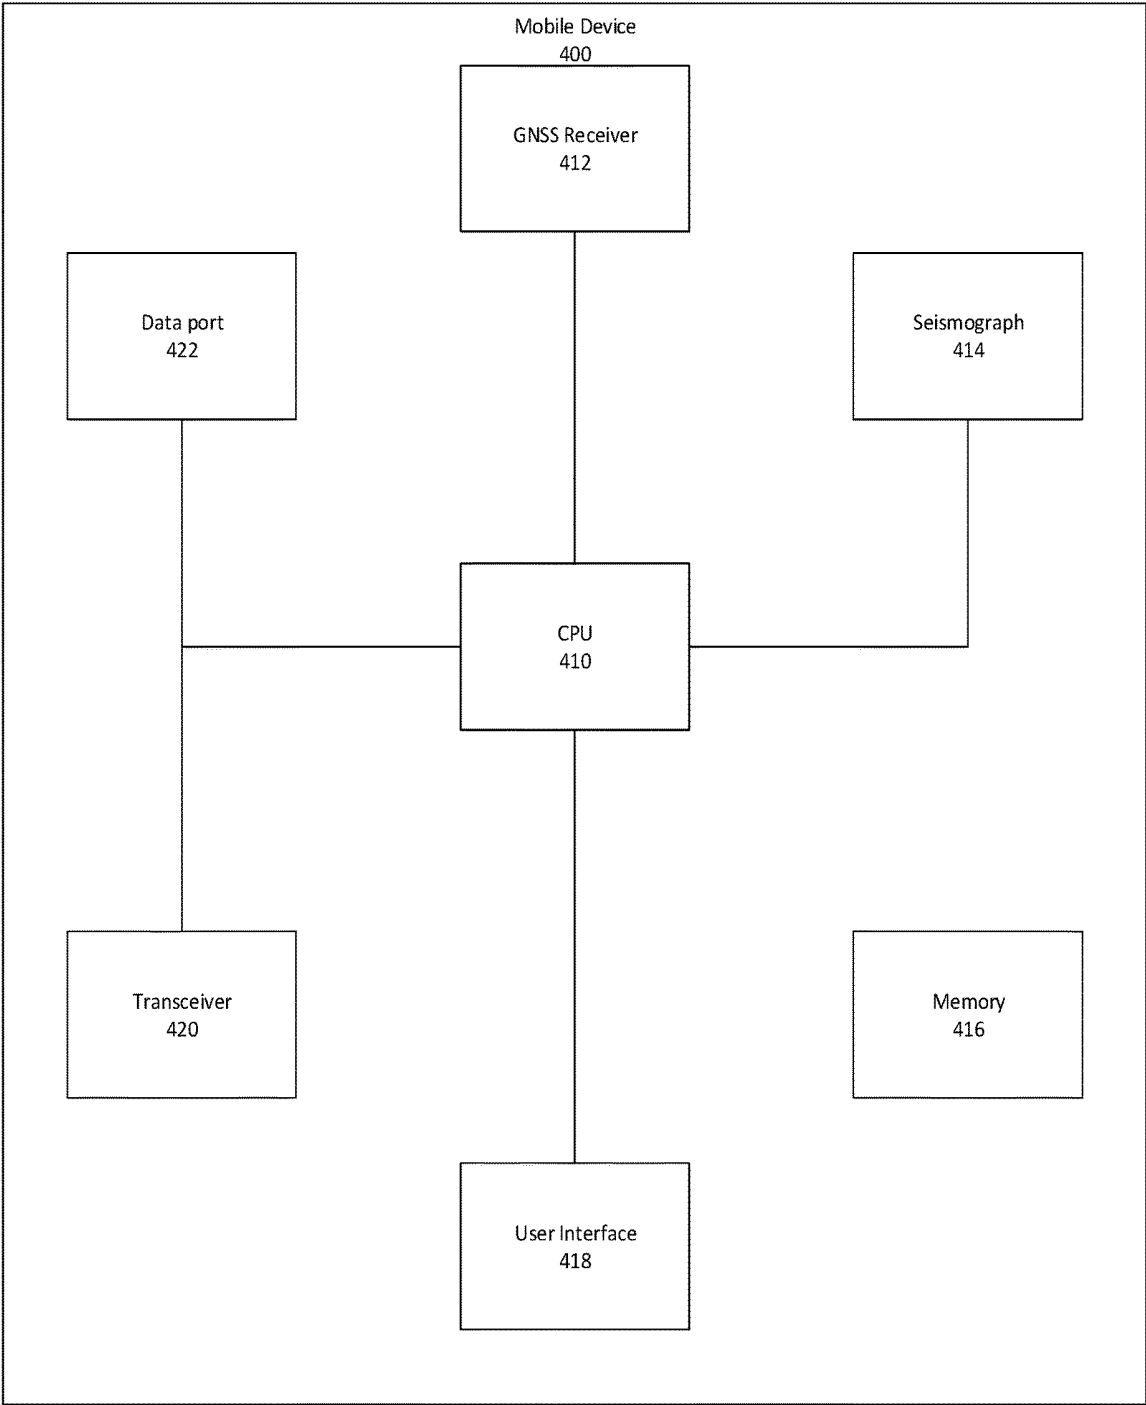 Mobile Device
400
GNSS Receiver
412
Data port
422
Seismograph
414
CPU
410
Transceiver
420
Memory
416
User Interface
418